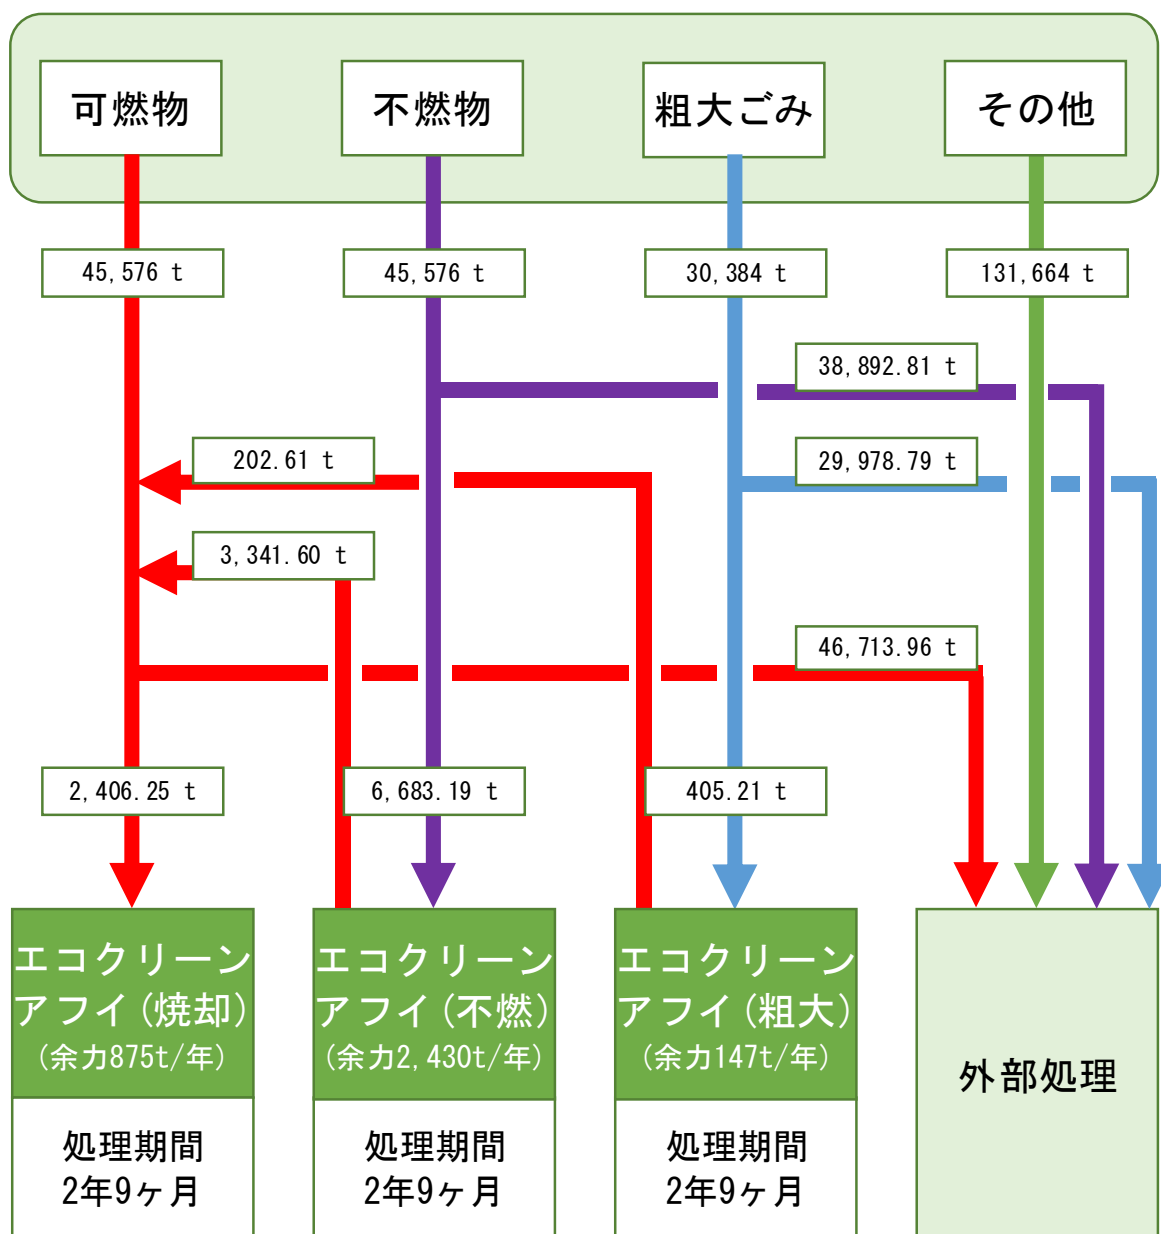 可燃物
不燃物
粗大ごみ
その他
45,576 t
45,576 t
30,384 t
131,664 t
38,892.81 t
202.61 t
29,978.79 t
3,341.60 t
46,713.96 t
2,406.25 t
6,683.19 t
405.21 t
エコクリーン
アフイ(焼却)
(余力875t/年)
処理期間
2年9ヶ月
エコクリーン
アフイ(不燃)
(余力2,430t/年)
処理期間
2年9ヶ月
エコクリーン
アフイ(粗大)
(余力147t/年)
処理期間
2年9ヶ月
外部処理